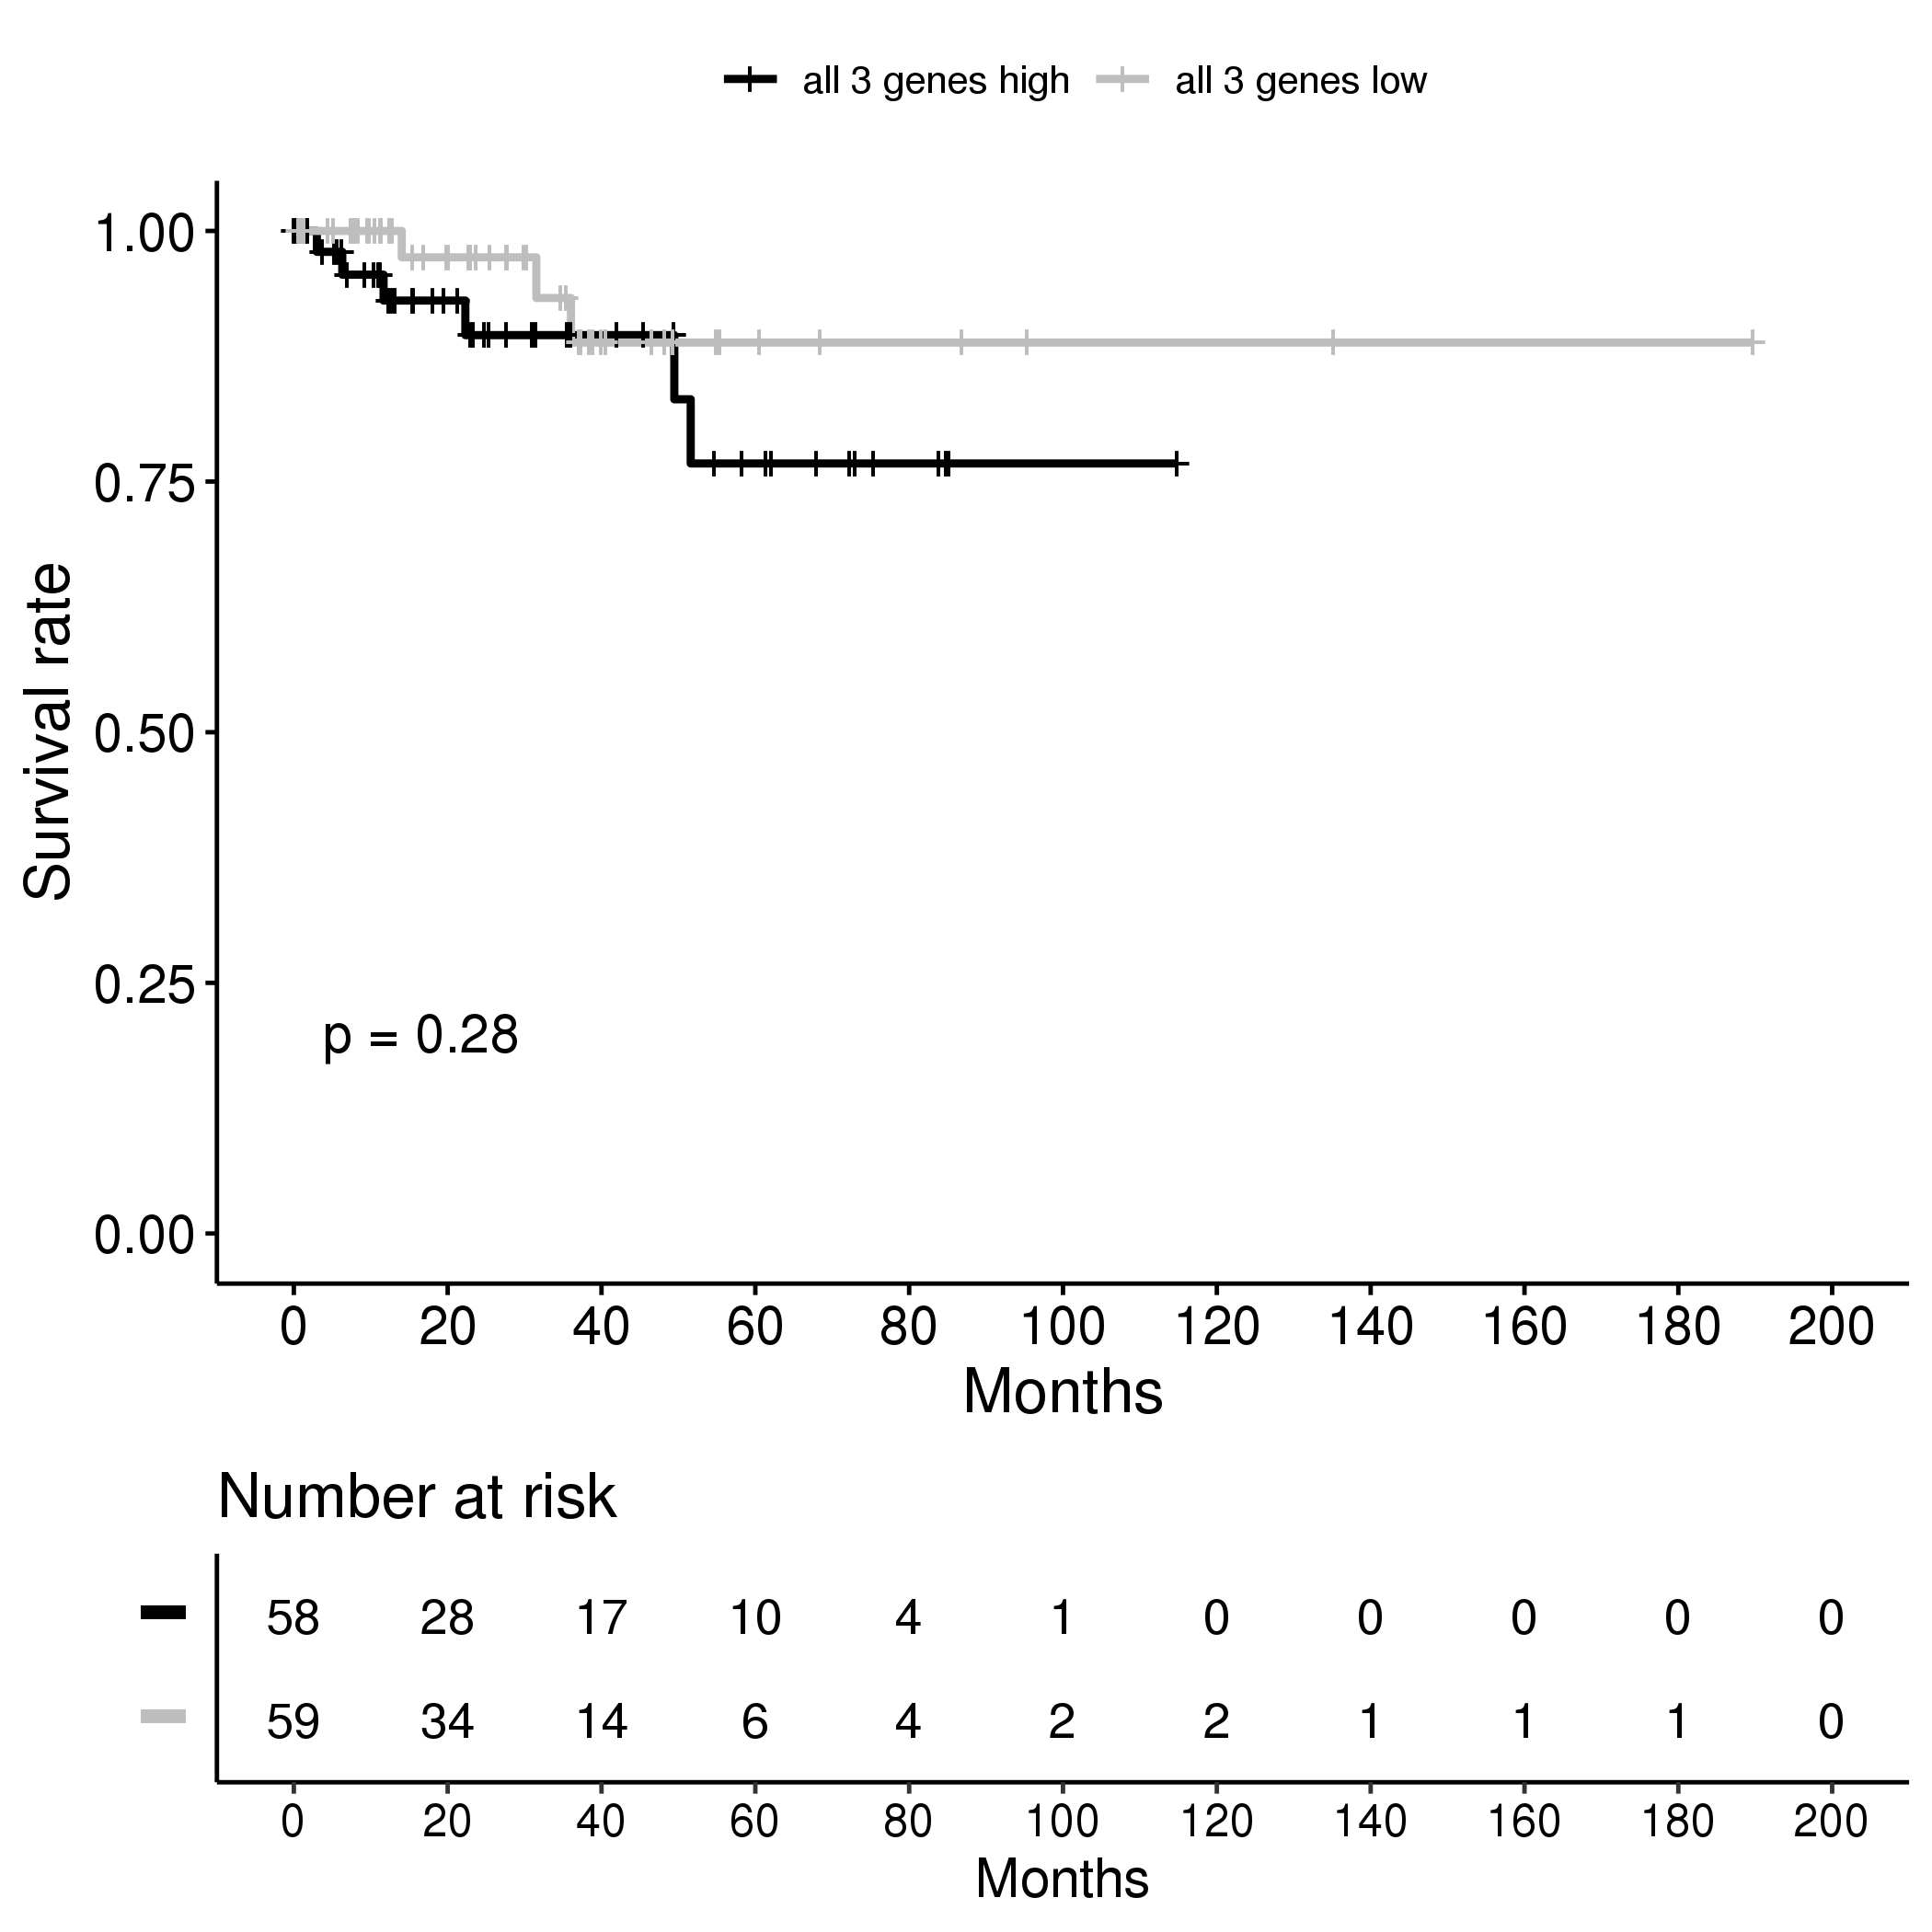 all 3 genes high all 3 genes low
1.00
0.75
0.50
0.25
0.00
Survival rate
p = 0.28
0 20 40 60 80 100 120 140 160 180 200
Months
Number at risk
58 28 17 10 4 1 0 0 0 0 0
59 34 14 6 4 2 2 1 1 1 0
0 20 40 60 80 100 120 140 160 180 200
Months